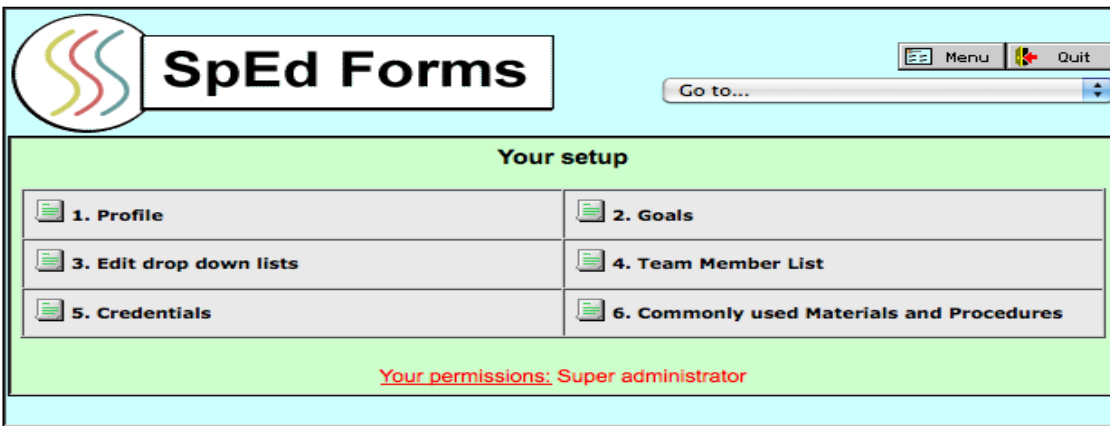 SpEd Forms
Menu Quit
Go to...
Your setup
1. Profile 2. Goals
3. Edit drop down lists 4. Team Member List
5. Credentials 6. Commonly used Materials and Procedures
Your permissions: Super administrator